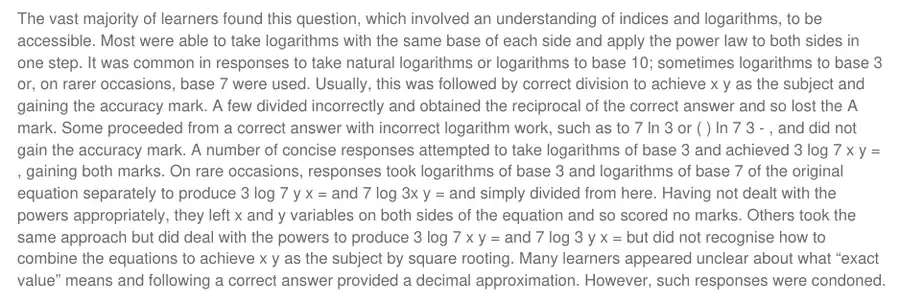 The vast majority of learners found this question, which involved an understanding of indices and logarithms, to be
accessible. Most were able to take logarithms with the same base of each side and apply the power law to both sides in
one step. It was common in responses to take natural logarithms or logarithms to base 10; sometimes logarithms to base 3
or, on rarer occasions, base 7 were used. Usually, this was followed by correct division to achieve x y as the subject and
gaining the accuracy mark. A few divided incorrectly and obtained the reciprocal of the correct answer and so lost the A
mark. Some proceeded from a correct answer with incorrect logarithm work, such as to 7 ln 3 or ( ) ln 7 3 - , and did not
gain the accuracy mark. A number of concise responses attempted to take logarithms of base 3 and achieved 3 log 7 x y =
, gaining both marks. On rare occasions, responses took logarithms of base 3 and logarithms of base 7 of the original
equation separately to produce 3 log 7 y x = and 7 log 3x y = and simply divided from here. Having not dealt with the
powers appropriately, they left x and y variables on both sides of the equation and so scored no marks. Others took the
same approach but did deal with the powers to produce 3 log 7 x y = and 7 log 3 y x = but did not recognise how to
combine the equations to achieve x y as the subject by square rooting. Many learners appeared unclear about what “exact
value” means and following a correct answer provided a decimal approximation. However, such responses were condoned.